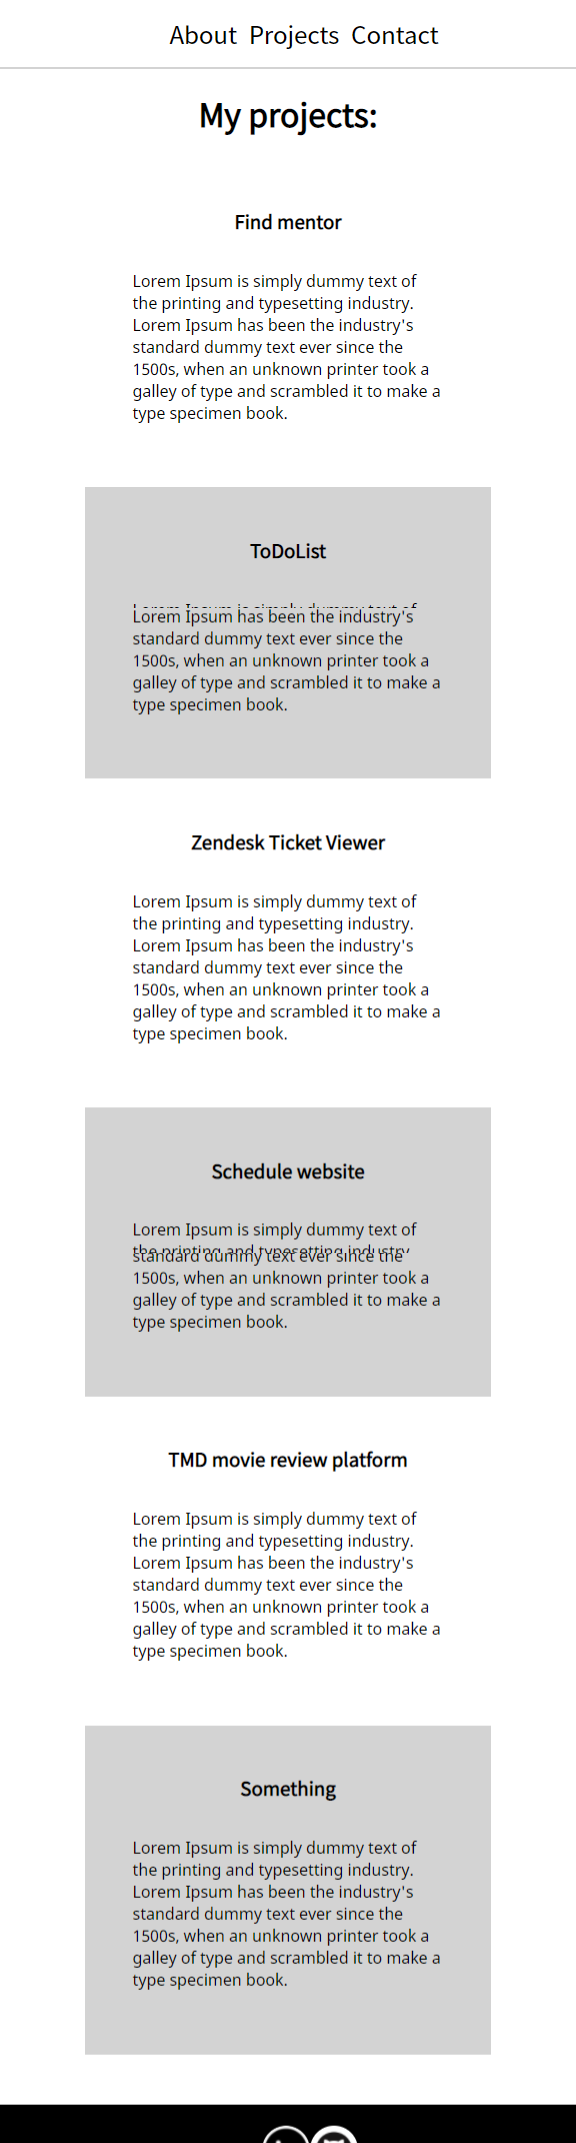 About Projects Contact
My projects:
Find mentor
Lorem Ipsum is simply dummy text of
the printing and typesetting industry.
Lorem Ipsum has been the industry's
standard dummy text ever since the
1500s, when an unknown printer took a
galley of type and scrambled it to make a
type specimen book.
ToDoList
Lorem Ipsum has been the industry's
standard dummy text ever since the
1500s, when an unknown printer took a
galley of type and scrambled it to make a
type specimen book.
Zendesk Ticket Viewer
Lorem Ipsum is simply dummy text of
the printing and typesetting industry.
Lorem Ipsum has been the industry's
standard dummy text ever since the
1500s, when an unknown printer took a
galley of type and scrambled it to make a
type specimen book.
Schedule website
Lorem Ipsum is simply dummy text of
the printing and typesetting industry
standard dummy text ever since the
1500s, when an unknown printer took a
galley of type and scrambled it to make a
type specimen book.
TMD movie review platform
Lorem Ipsum is simply dummy text of
the printing and typesetting industry.
Lorem Ipsum has been the industry's
standard dummy text ever since the
1500s, when an unknown printer took a
galley of type and scrambled it to make a
type specimen book.
Something
Lorem Ipsum is simply dummy text of
the printing and typesetting industry.
Lorem Ipsum has been the industry's
standard dummy text ever since the
1500s, when an unknown printer took a
galley of type and scrambled it to make a
type specimen book.